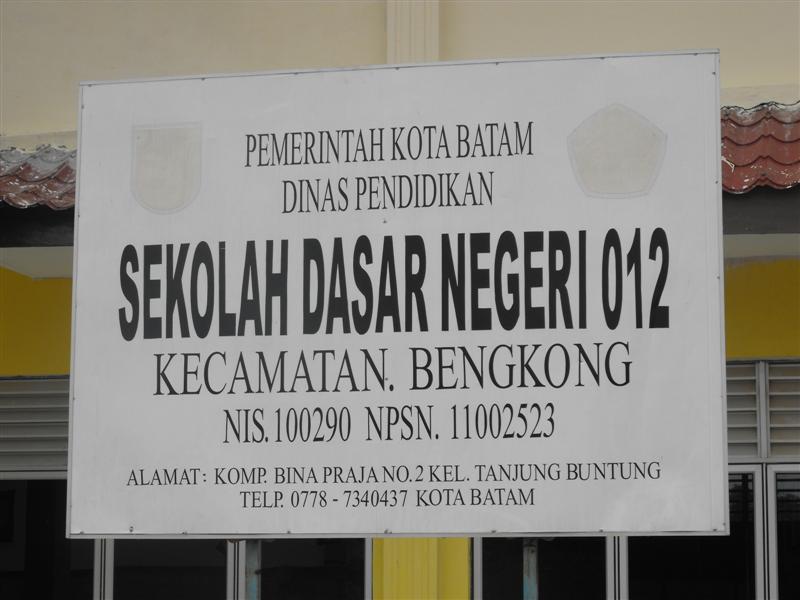 PEMERINTAH KOTA BATAM
DINAS PENDIDIKAN
SEKOLAH DASAR NEGERI 012
KECAMATAN. BENGKONG
NIS. 100290 NPSN. 11002523
ALAMAT: KOMP. BINA PRAJA NO.2 KEL. TANJUNG BUNTUNG
TELP. 0778 - 7340437 KOTA BATAM